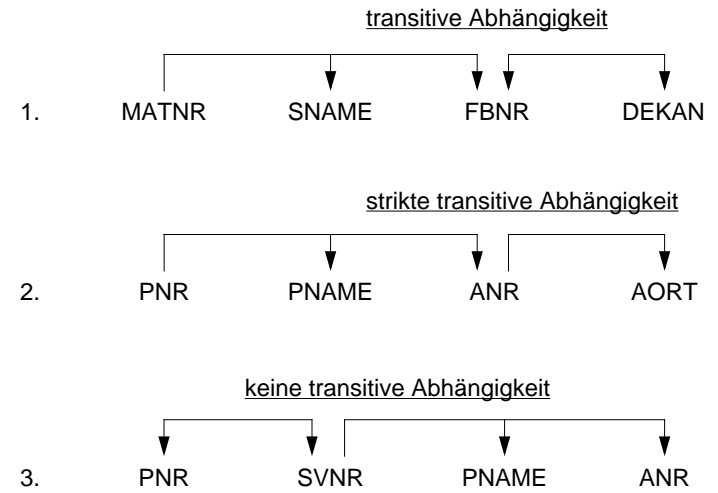 transitive Abhängigkeit
1. MATNR SNAME FBNR DEKAN
strikte transitive Abhängigkeit
2. PNR PNAME ANR AORT
keine transitive Abhängigkeit
3. PNR SVNR PNAME ANR